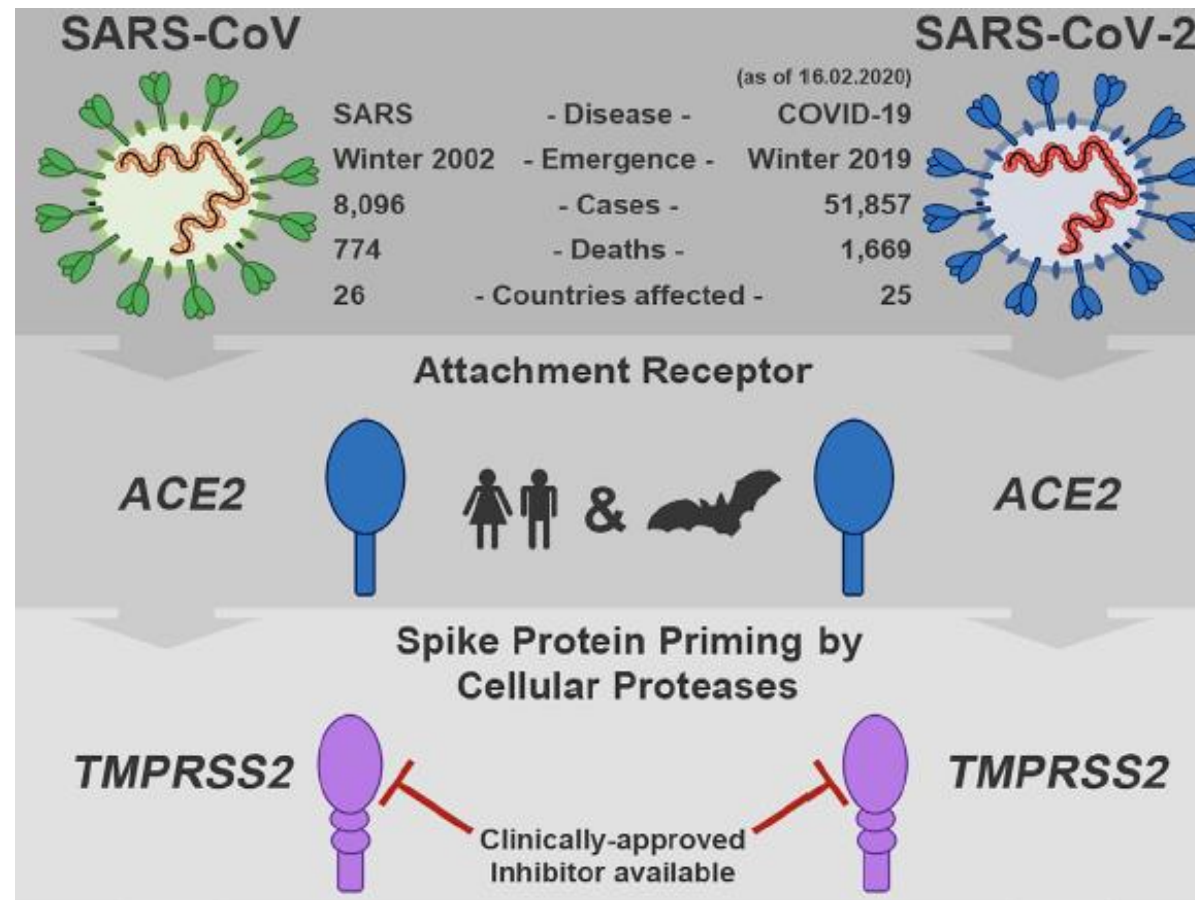 SARS-CoV
SARS-CoV-2
(as of 16.02.2020)
SARS - Disease - COVID-19
Winter 2002 - Emergence - Winter 2019
8,096 - Cases - 51,857
774 - Deaths - 1,669
26 - Countries affected - 25
Attachment Receptor
ACE2 & ACE2
Spike Protein Priming by
Cellular Proteases
TMPRSS2 TMPRSS2
Clinically-approved
Inhibitor available